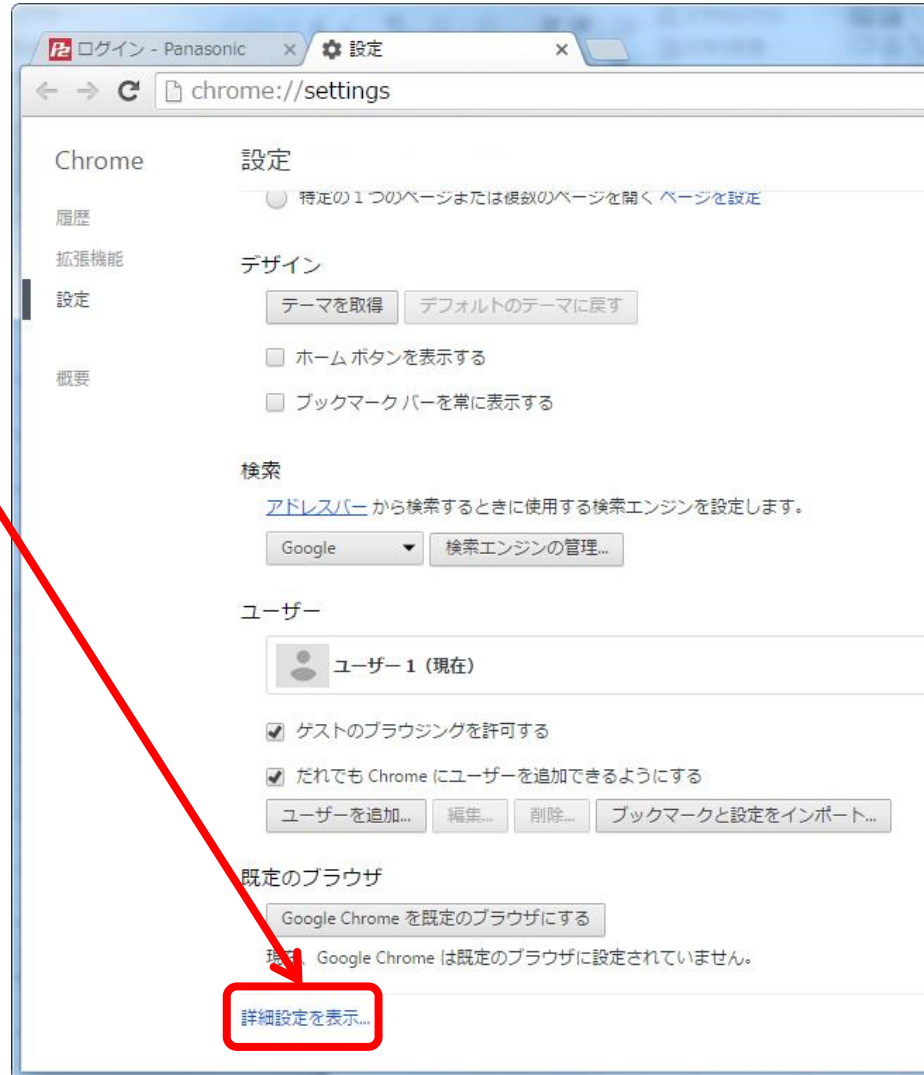 ログイン - Panasonic × 設定 ×
chrome://settings
Chrome
設定
履歴
拡張機能
設定
概要
特定の1つのページまたは複数のページを開く ページを設定
デザイン
テーマを取得 デフォルトのテーマに戻す
ホーム ボタンを表示する
ブックマーク バーを常に表示する
検索
アドレスバー から検索するときに使用する検索エンジンを設定します。
Google 検索エンジンの管理...
ユーザー
ユーザー 1（現在）
ゲストのブラウジングを許可する
だれでも Chrome にユーザーを追加できるようにする
ユーザーを追加... 編集... 削除... ブックマークと設定をインポート...
既定のブラウザ
Google Chrome を既定のブラウザにする
現在、Google Chrome は既定のブラウザに設定されていません。
詳細設定を表示...